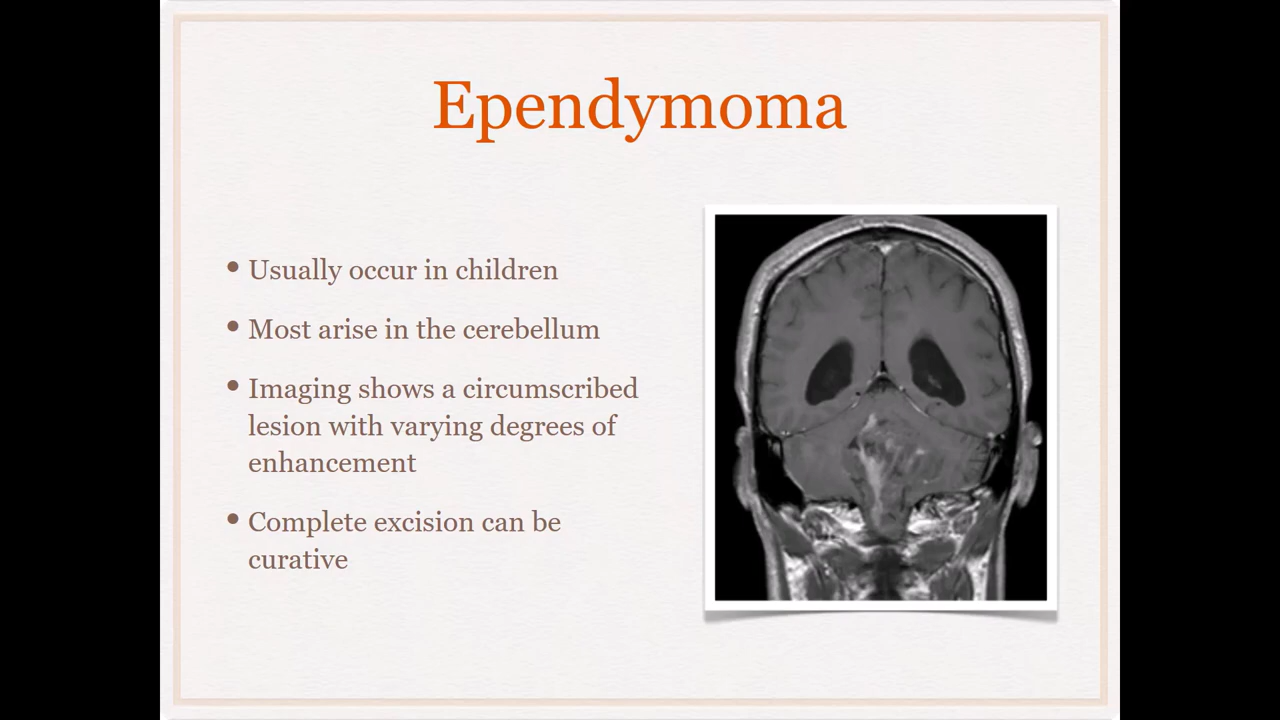 Ependymoma
• Usually occur in children
• Most arise in the cerebellum
• Imaging shows a circumscribed
lesion with varying degrees of
enhancement
• Complete excision can be
curative